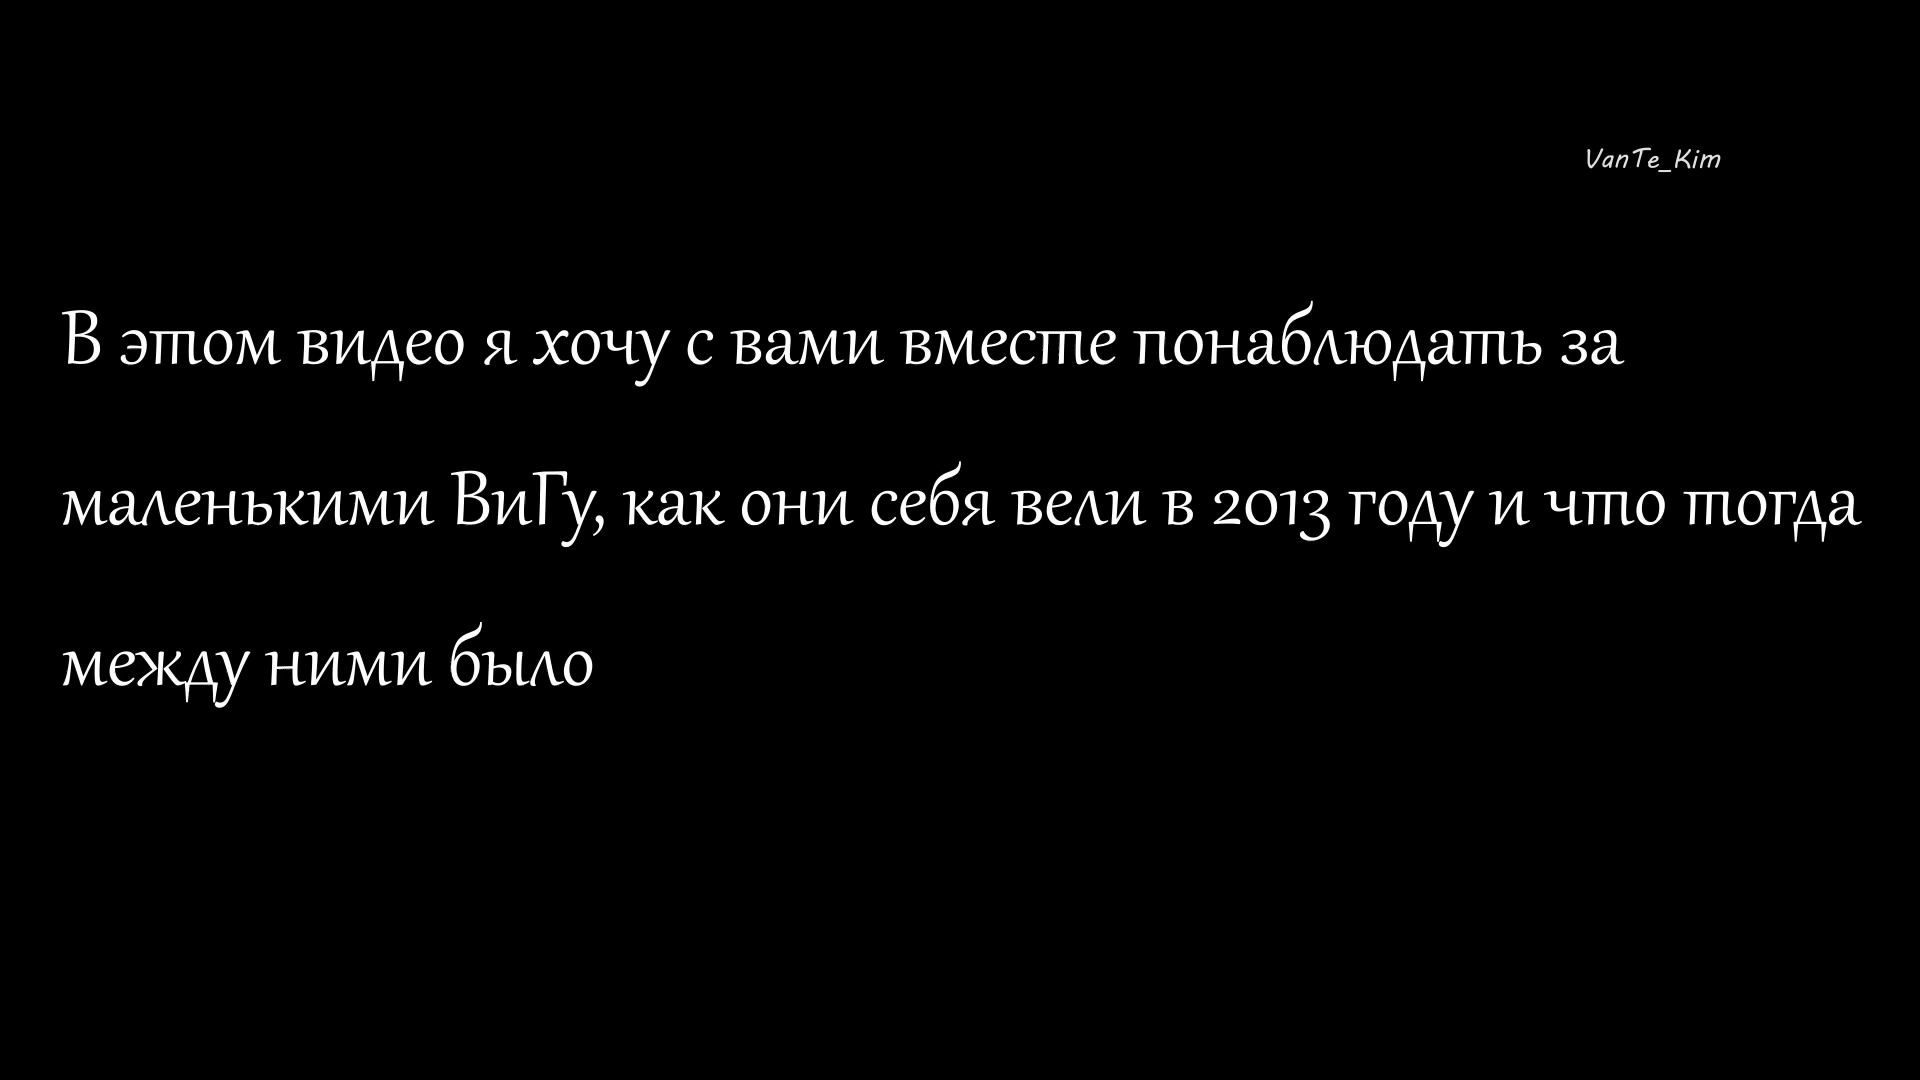 VanTe_Kim
В этом видео я хочу с вами вместе понаблюдать за
маленькими ВиГу, как они себя вели в 2013 году и что тогда
между ними было